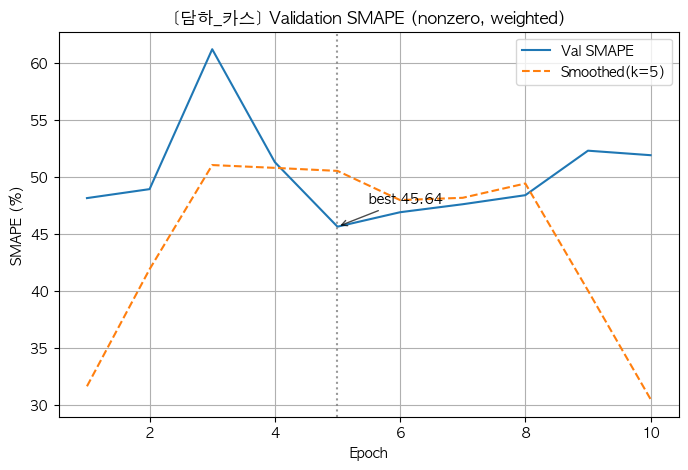 [담하_카스] Validation SMAPE (nonzero, weighted)
Val SMAPE
Smoothed(k=5)
best 45.64
SMAPE (%)
60
55
50
45
40
35
30
2
4
6
8
10
Epoch